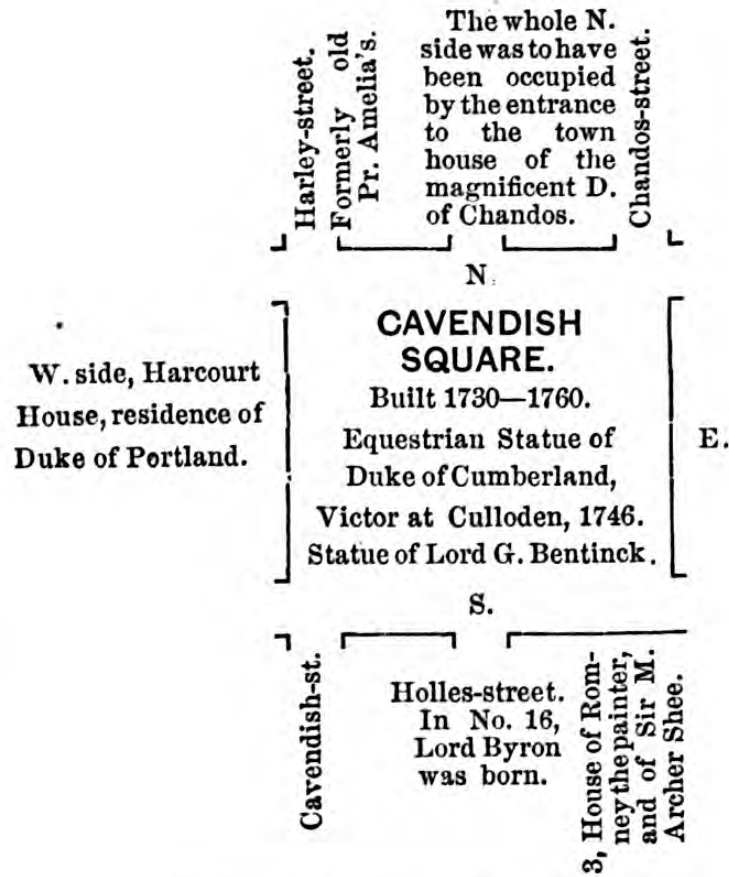 Harley-street.
Formerly old
Pr. Amelia's.
The whole N.
side was to have
been occupied
by the entrance
to the town
house of the
magnificent D.
of Chandos.
Chandos-street.
N.
W. side, Harcourt
House, residence of
Duke of Portland.
CAVENDISH
SQUARE.
Built 1730—1760.
Equestrian Statue of
Duke of Cumberland,
Victor at Culloden, 1746.
Statue of Lord G. Bentinck.
E.
S.
Cavendish-st.
Holles-street.
In No. 16,
Lord Byron
was born.
3, House of Rom-
ney the painter,
and of Sir M.
Archer Shee.